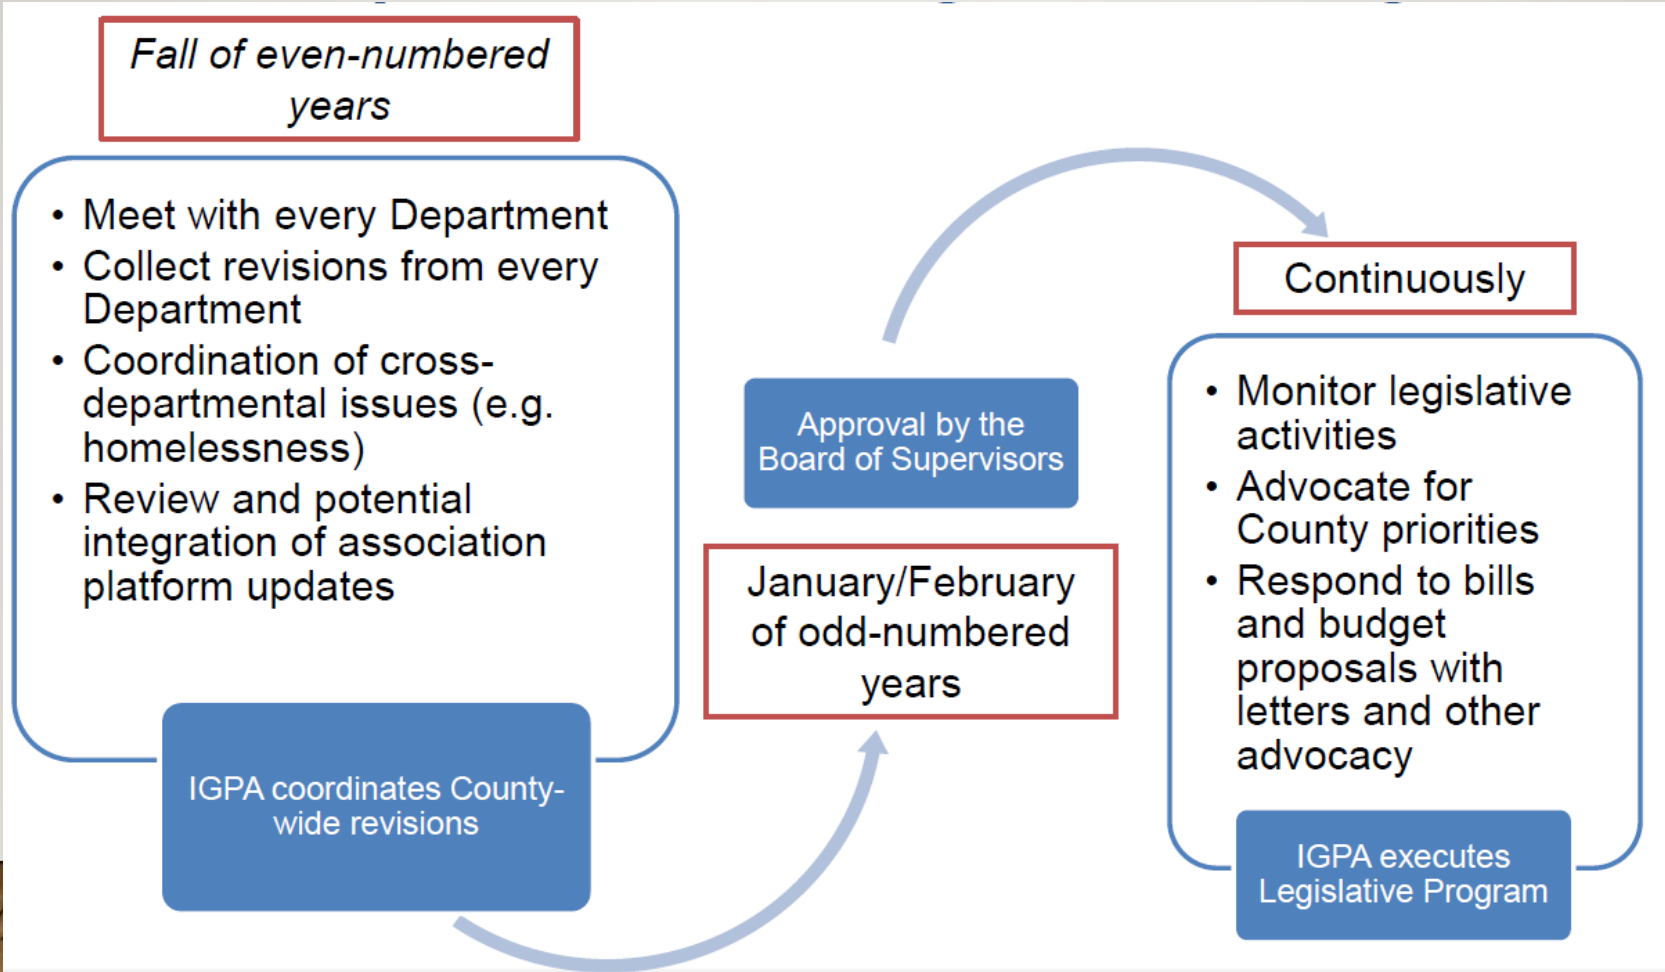 Fall of even-numbered
years
• Meet with every Department
• Collect revisions from every
Department
• Coordination of cross-
departmental issues (e.g.
homelessness)
• Review and potential
integration of association
platform updates
IGPA coordinates County-
wide revisions
Approval by the
Board of Supervisors
January/February
of odd-numbered
years
Continuously
• Monitor legislative
activities
• Advocate for
County priorities
• Respond to bills
and budget
proposals with
letters and other
advocacy
IGPA executes
Legislative Program